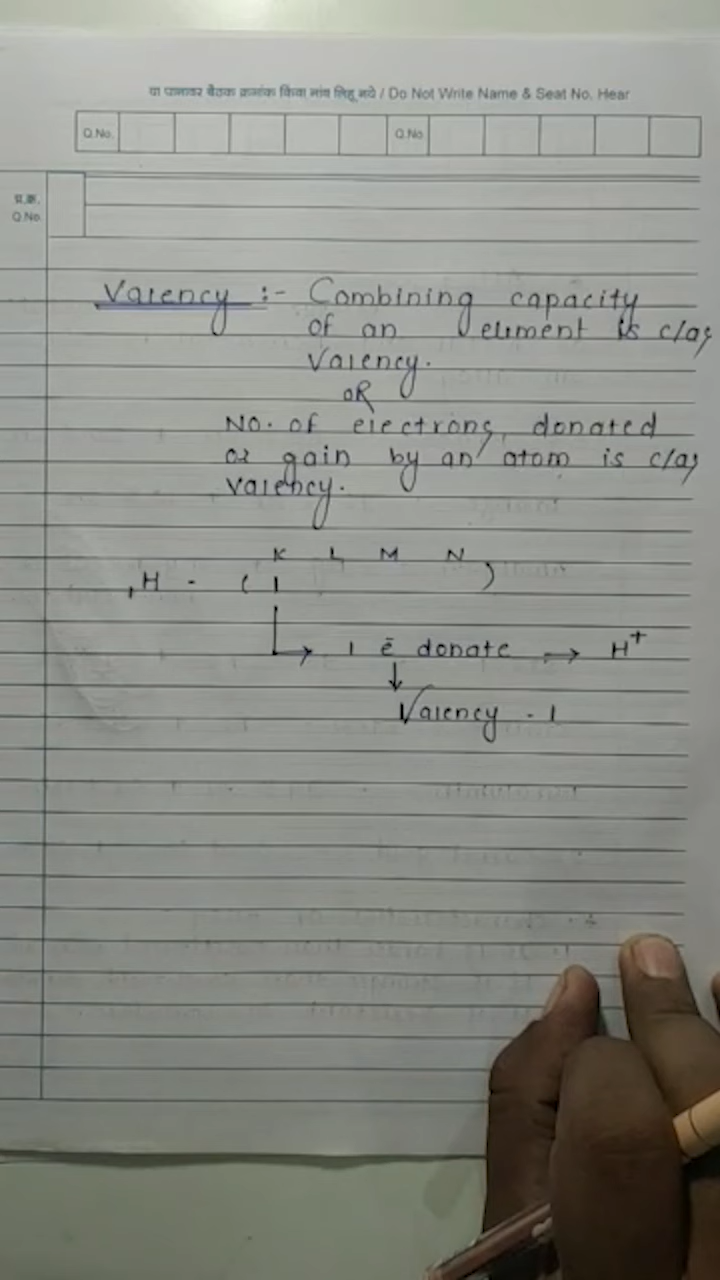 या पानावर बैठक क्रमांक किंवा नांव लिहू नये / Do Not Write Name & Seat No. Hear
Q.No. Q.No
प्र.क्र.
Q.No.
Valency :- Combining capacity
of an element is c/as
Valency.
OR
No. of electrons, donated
or gain by an atom is c/as
valency.
K L M N
₁H - ( 1 )
1 ē donate → H⁺
↓
Valency - 1